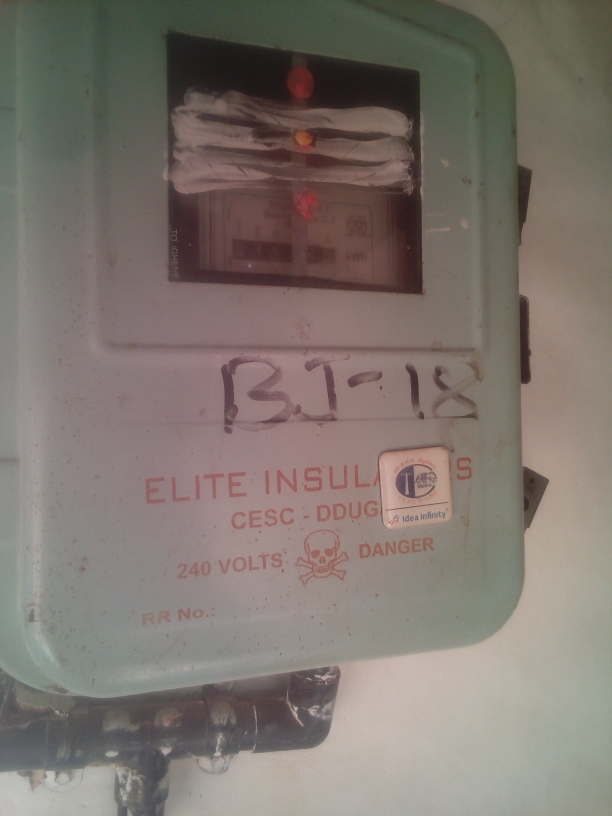 BJ-18
ELITE INSULA
S
CESC - DDUG
Idea Infinity
240 VOLTS DANGER
RR No.: